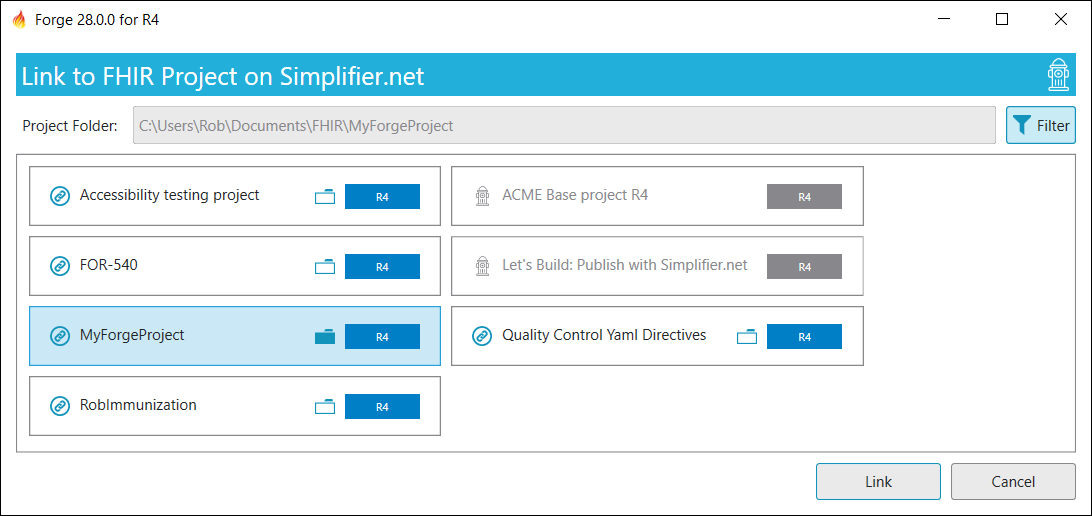 Forge 28.0.0 for R4
Link to FHIR Project on Simplifier.net
Project Folder: C:\Users\Rob\Documents\FHIR\MyForgeProject Filter
Accessibility testing project R4 ACME Base project R4 R4
FOR-540 R4 Let's Build: Publish with Simplifier.net R4
MyForgeProject R4 Quality Control Yaml Directives R4
RobImmunization R4
Link Cancel